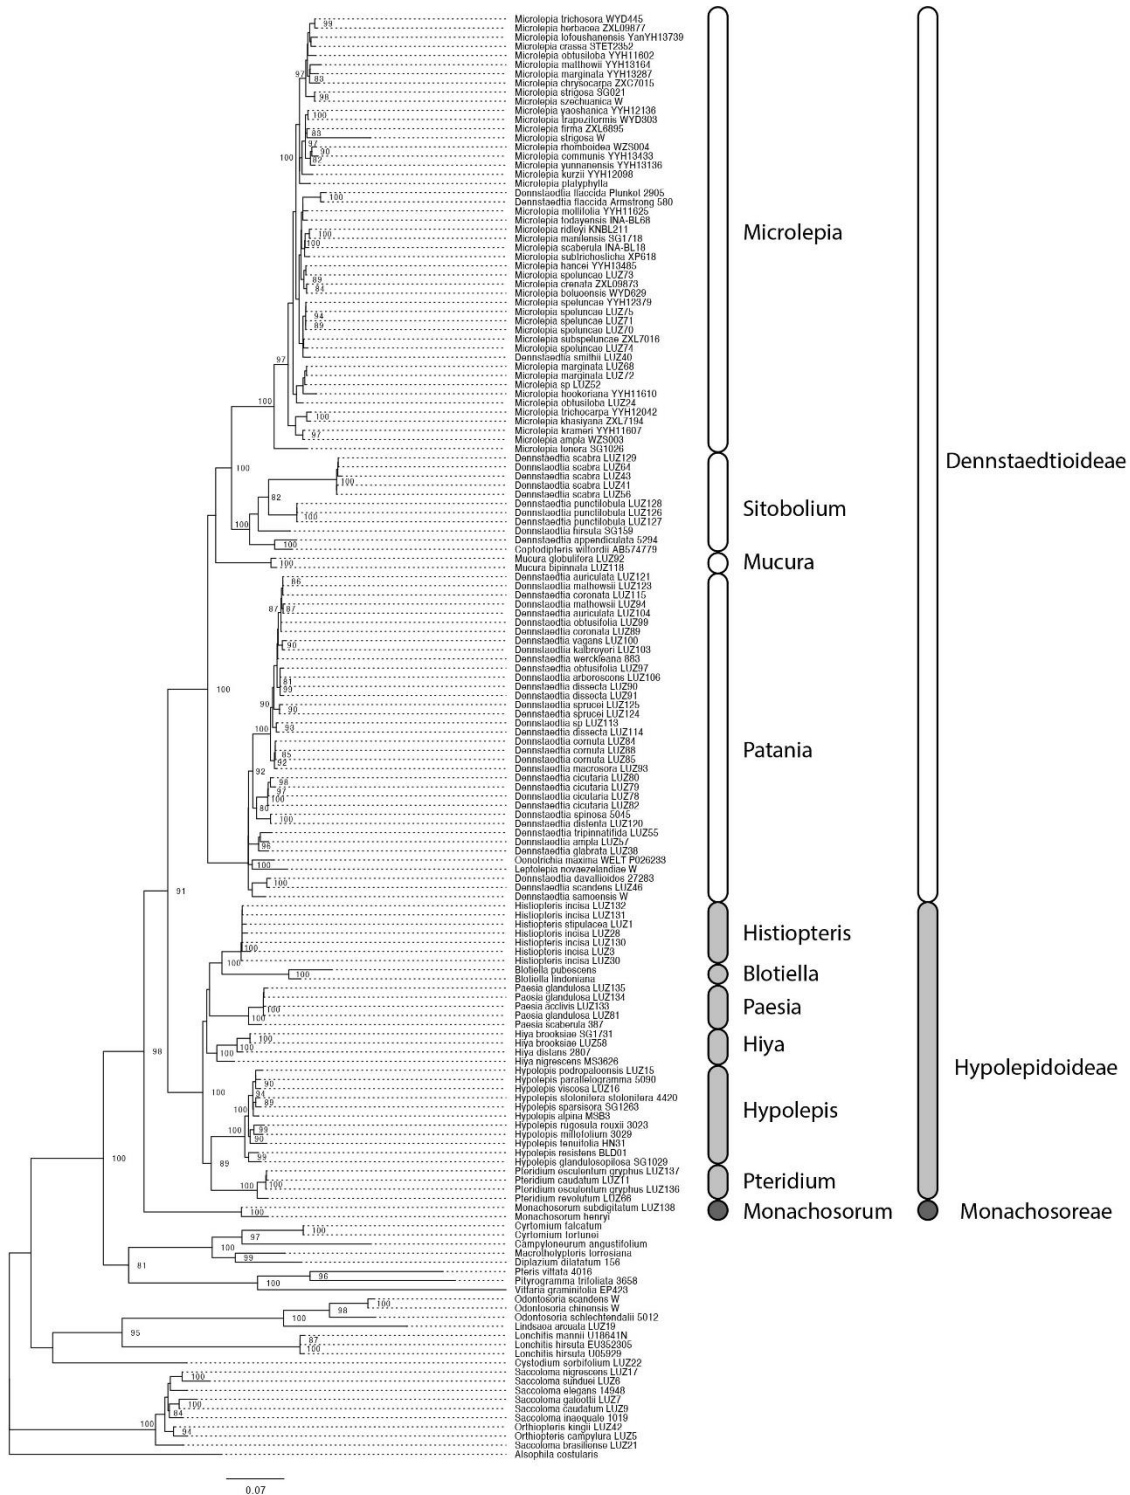 Microlepia trichosora WYD445
Microlepia herbacea ZXL09877
Microlepia lofoushanensis YanYH13739
Microlepia crassa STET2352
Microlepia obtusiloba YYH11602
Microlepia matthowii YYH13164
Microlepia marginata YYH13287
Microlepia chrysocarpa ZXC7015
Microlepia strigosa SG021
Microlepia szechuanica W
Microlepia yaoshanica YYH12136
Microlepia trapoziformis WYD303
Microlepia firma ZXL6895
Microlepia strigosa W
Microlepia rhomboidea WZS004
Microlepia communis YYH13433
Microlepia yunnanensis YYH13136
Microlepia kurzii YYH12098
Microlepia platyphylla
Dennstaedtia flaccida Plunkot 2905
Dennstaedtia flaccida Armstrong 580
Microlepia mollifolia YYH11625
Microlepia todayensis INA-BL68
Microlepia ridleyi KNBL211
Microlepia manilensis SG1718
Microlepia scaberula INA-BL18
Microlepia subtrichosticha XP618
Microlepia hancei YYH13485
Microlepia speluncae LUZ73
Microlepia crenata ZXL09873
Microlepia boluoensis WYD629
Microlepia speluncae YYH12379
Microlepia speluncae LUZ75
Microlepia speluncae LUZ71
Microlepia speluncae LUZ70
Microlepia subspeluncae ZXL7016
Microlepia speluncae LUZ74
Dennstaedtia smithii LUZ40
Microlepia marginata LUZ68
Microlepia marginata LUZ72
Microlepia sp LUZ52
Microlepia hookoriana YYH11610
Microlepia obtusiloba LUZ24
Microlepia trichocarpa YYH12042
Microlepia khasiyana ZXL7194
Microlepia krameri YYH11607
Microlepia ampla WZS003
Microlepia tenera SG1026
Dennstaedtia scabra LUZ129
Dennstaedtia scabra LUZ64
Dennstaedtia scabra LUZ43
Dennstaedtia scabra LUZ41
Dennstaedtia scabra LUZ56
Dennstaedtia punctilobula LUZ128
Dennstaedtia punctilobula LUZ126
Dennstaedtia punctilobula LUZ127
Dennstaedtia hirsuta SG159
Dennstaedtia appendiculata 5294
Coptodipteris wilfordii AB574779
Mucura globulifera LUZ92
Mucura bipinnata LUZ118
Dennstaedtia auriculata LUZ121
Dennstaedtia mathewsii LUZ123
Dennstaedtia coronata LUZ115
Dennstaedtia mathewsii LUZ94
Dennstaedtia auriculata LUZ104
Dennstaedtia obtusifolia LUZ99
Dennstaedtia coronata LUZ89
Dennstaedtia vagans LUZ100
Dennstaedtia kalbreyeri LUZ103
Dennstaedtia werckleana 883
Dennstaedtia obtusifolia LUZ97
Dennstaedtia arborescens LUZ106
Dennstaedtia dissecta LUZ90
Dennstaedtia dissecta LUZ91
Dennstaedtia sprucei LUZ125
Dennstaedtia sprucei LUZ124
Dennstaedtia sp LUZ113
Dennstaedtia dissecta LUZ114
Dennstaedtia cornuta LUZ84
Dennstaedtia cornuta LUZ88
Dennstaedtia cornuta LUZ85
Dennstaedtia macrosora LUZ93
Dennstaedtia cicutaria LUZ80
Dennstaedtia cicutaria LUZ79
Dennstaedtia cicutaria LUZ78
Dennstaedtia cicutaria LUZ82
Dennstaedtia spinosa 5045
Dennstaedtia distenta LUZ120
Dennstaedtia tripinnatifida LUZ55
Dennstaedtia ampla LUZ57
Dennstaedtia glabrata LUZ38
Oenotrichia maxima WELT P026233
Leptolepia novaezelandiae W
Dennstaedtia davallioides 27283
Dennstaedtia scandens LUZ46
Dennstaedtia samoensis W
Histiopteris incisa LUZ132
Histiopteris incisa LUZ131
Histiopteris stipulacea LUZ1
Histiopteris incisa LUZ28
Histiopteris incisa LUZ130
Histiopteris incisa LUZ3
Histiopteris incisa LUZ30
Blotiella pubescens
Blotiella lindeniana
Paesia glandulosa LUZ135
Paesia glandulosa LUZ134
Paesia acclivis LUZ133
Paesia glandulosa LUZ81
Paesia scaberula 387
Hiya brooksiae SG1731
Hiya brooksiae LUZ58
Hiya distans 2807
Hiya nigrescens MS3626
Hypolepis podropaloensis LUZ15
Hypolepis parallelogramma 5090
Hypolepis viscosa LUZ16
Hypolepis stolonifera stolonifera 4420
Hypolepis sparsisora SG1263
Hypolepis alpina MSB3
Hypolepis rugosula rouxii 3023
Hypolepis millefolium 3029
Hypolepis tenuifolia HN31
Hypolepis resistens BLD01
Hypolepis glandulosopilosa SG1029
Pteridium esculentum gryphus LUZ137
Pteridium caudatum LUZ11
Pteridium esculentum gryphus LUZ136
Pteridium revolutum LUZ66
Monachosorum subdigitatum LUZ138
Monachosorum henryi
Cyrtomium falcatum
Cyrtomium fortunei
Campyloneurum angustifolium
Macrothelypteris torresiana
Diplazium dilatatum 156
Pteris vittata 4016
Pityrogramma trifoliata 3658
Vittaria graminifolia EP423
Odontosoria scandens W
Odontosoria chinensis W
Odontosoria schlechtendalii 5012
Lindsaea arcuata LUZ19
Lonchitis mannii U18641N
Lonchitis hirsuta EU352305
Lonchitis hirsuta U05929
Cystodium sorbifolium LUZ22
Saccoloma nigrescens LUZ17
Saccoloma sunduei LUZ6
Saccoloma elegans 14948
Saccoloma galeottii LUZ7
Saccoloma caudatum LUZ9
Saccoloma inaequale 1019
Orthiopteris kingii LUZ42
Orthiopteris campylura LUZ5
Saccoloma brasiliense LUZ21
Alsophila costularis
Microlepia
Sitobolium
Mucura
Patania
Histiopteris
Blotiella
Paesia
Hiya
Hypolepis
Pteridium
Monachosorum
Dennstaedtioideae
Hypolepidoideae
Monachosoreae
0.07